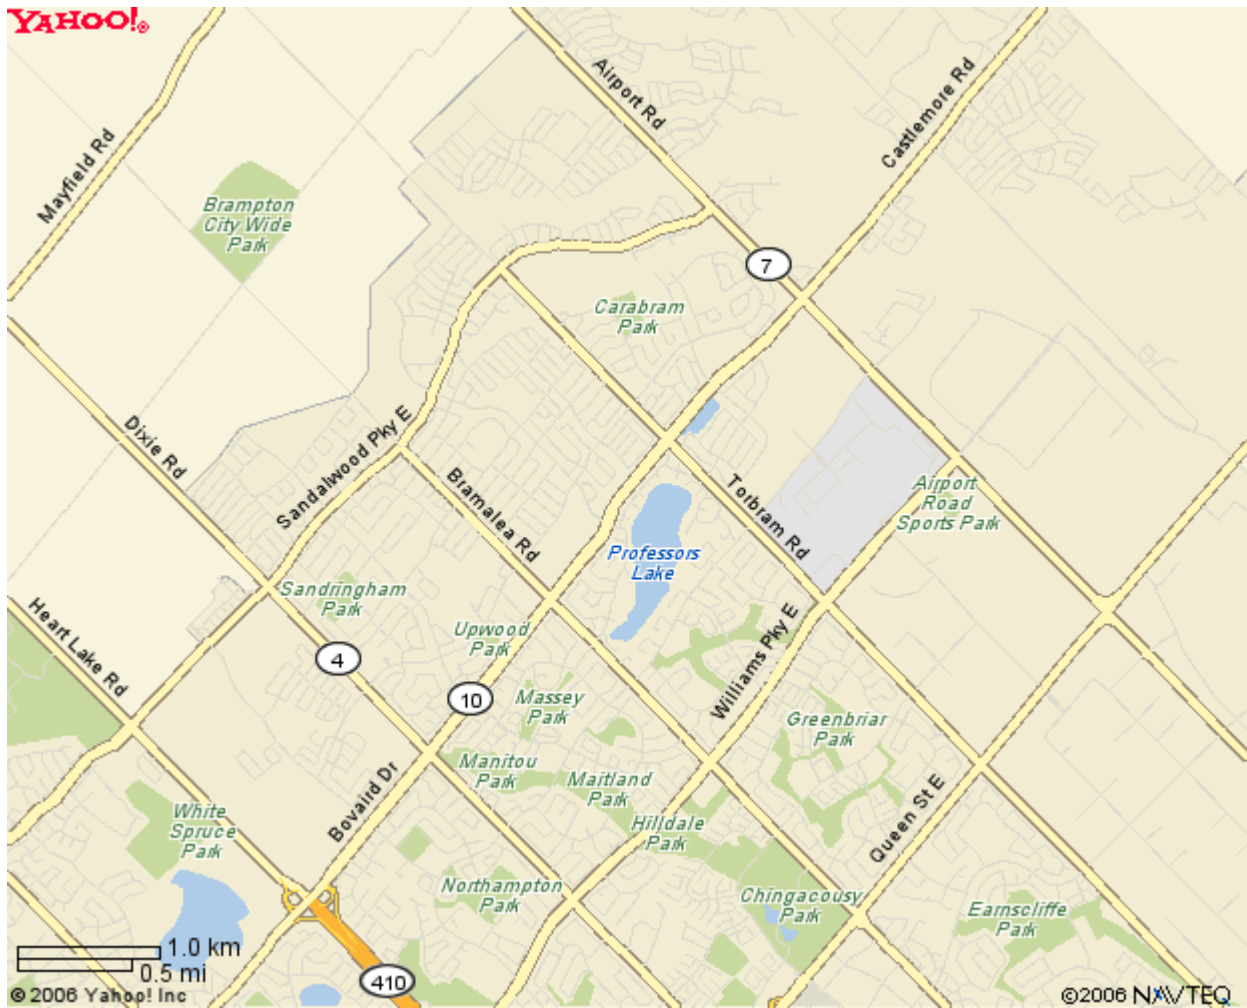 YAHOO!®
Airport Rd
Castlemore Rd
Mayfield Rd
Brampton
City Wide
Park
7
Carabram
Park
Dixie Rd
Sandalwood Pky E
Bramalea Rd
Torbram Rd
Airport
Road
Sports Park
Professors
Lake
Sandringham
Park
Heart Lake Rd
Upwood
Park
4
Williams Pky E
10
Massey
Park
Greenbriar
Park
Manitou
Park
Maitland
Park
Bovaird Dr
White
Spruce
Park
Hilldale
Park
Queen St E
Northampton
Park
Chingacousy
Park
Earnscliffe
Park
1.0 km
0.5 mi
410
© 2006 Yahoo! Inc
©2006 NAVTEQ